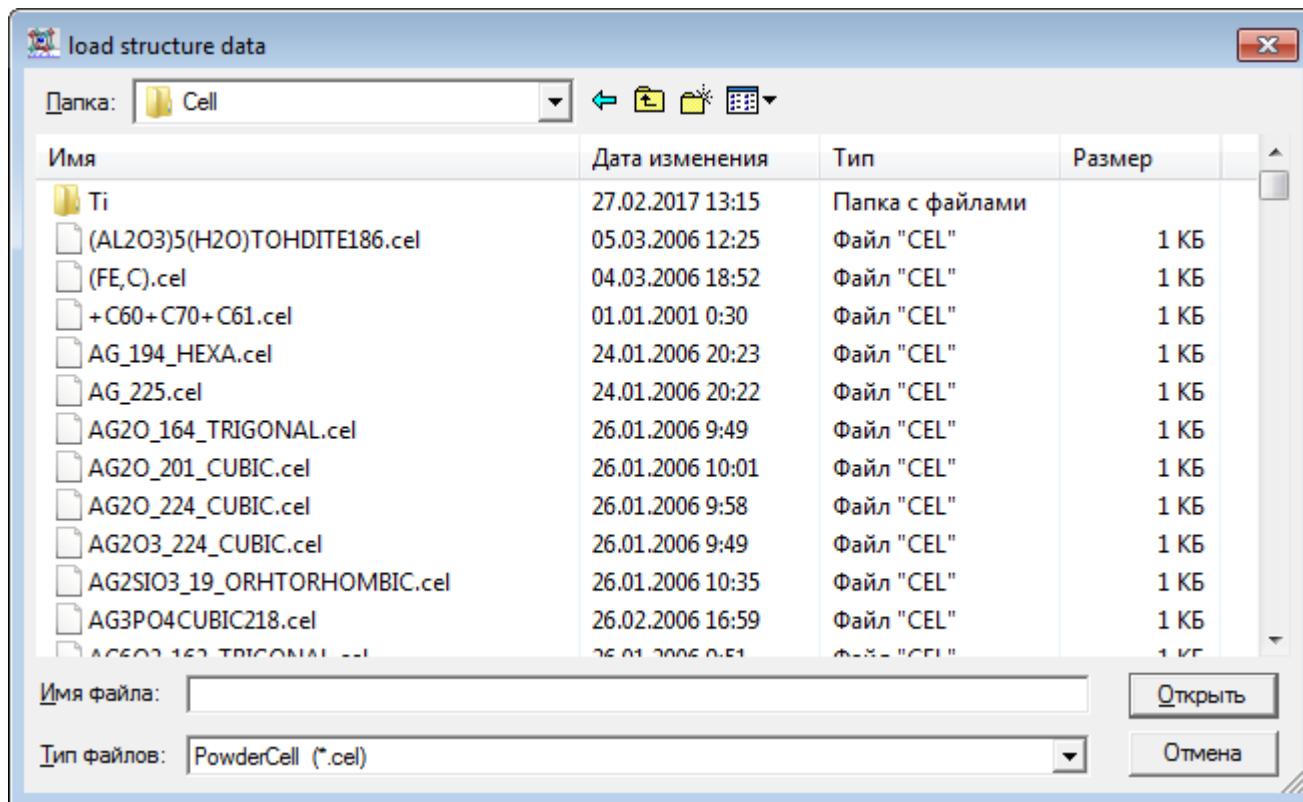 load structure data
Папка: Cell
Имя Дата изменения Тип Размер
Ti 27.02.2017 13:15 Папка с файлами
(AL2O3)5(H2O)TOHDITE186.cel 05.03.2006 12:25 Файл "CEL" 1 КБ
(FE,C).cel 04.03.2006 18:52 Файл "CEL" 1 КБ
+C60+C70+C61.cel 01.01.2001 0:30 Файл "CEL" 1 КБ
AG_194_HEXA.cel 24.01.2006 20:23 Файл "CEL" 1 КБ
AG_225.cel 24.01.2006 20:22 Файл "CEL" 1 КБ
AG2O_164_TRIGONAL.cel 26.01.2006 9:49 Файл "CEL" 1 КБ
AG2O_201_CUBIC.cel 26.01.2006 10:01 Файл "CEL" 1 КБ
AG2O_224_CUBIC.cel 26.01.2006 9:58 Файл "CEL" 1 КБ
AG2O3_224_CUBIC.cel 26.01.2006 9:49 Файл "CEL" 1 КБ
AG2SIO3_19_ORHTORHOMBIC.cel 26.01.2006 10:35 Файл "CEL" 1 КБ
AG3PO4CUBIC218.cel 26.02.2006 16:59 Файл "CEL" 1 КБ
Имя файла: Открыть
Тип файлов: PowderCell (*.cel) Отмена